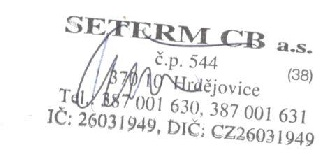 SETERM CB a.s.
č.p. 544
(38)
370 10 Hrdějovice
Tel.: 387 001 630, 387 001 631
IČ: 26031949, DIČ: CZ26031949